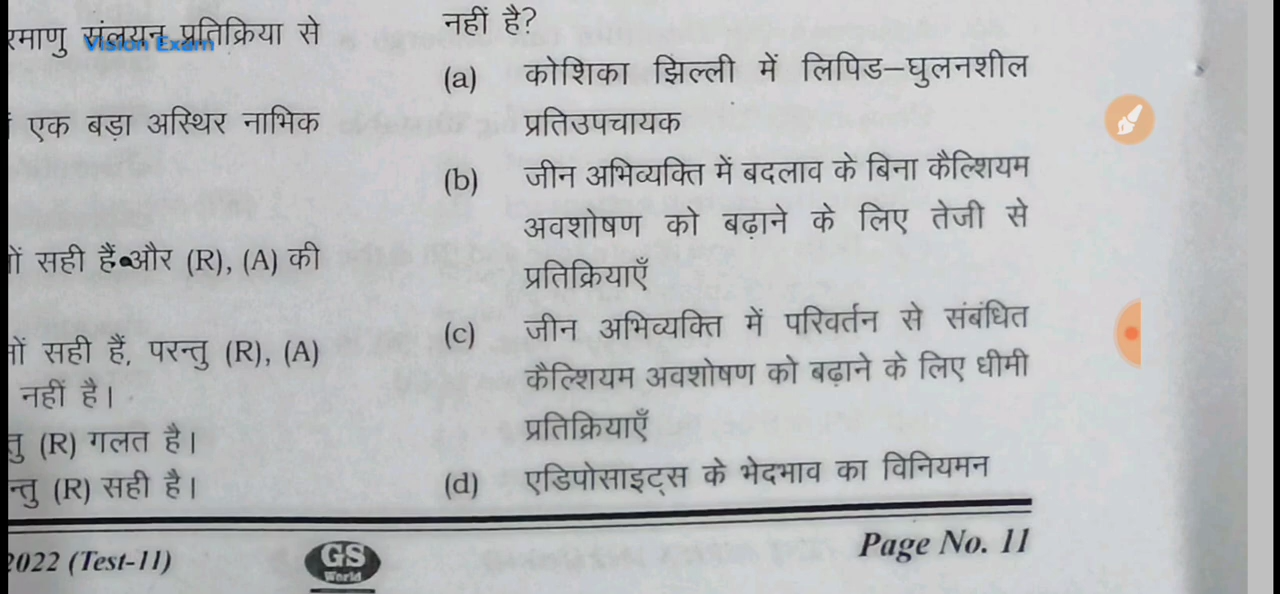 रमाणु संलयन प्रतिक्रिया से
Vision Exam
एक बड़ा अस्थिर नाभिक
ों सही हैं और (R), (A) की
ों सही हैं, परन्तु (R), (A)
नहीं है।
तु (R) गलत है।
न्तु (R) सही है।
नहीं है?
(a) कोशिका झिल्ली में लिपिड–घुलनशील
प्रतिउपचायक
(b) जीन अभिव्यक्ति में बदलाव के बिना कैल्शियम
अवशोषण को बढ़ाने के लिए तेजी से
प्रतिक्रियाएँ
(c) जीन अभिव्यक्ति में परिवर्तन से संबंधित
कैल्शियम अवशोषण को बढ़ाने के लिए धीमी
प्रतिक्रियाएँ
(d) एडिपोसाइट्स के भेदभाव का विनियमन
2022 (Test-11)
GS
World
Page No. 11